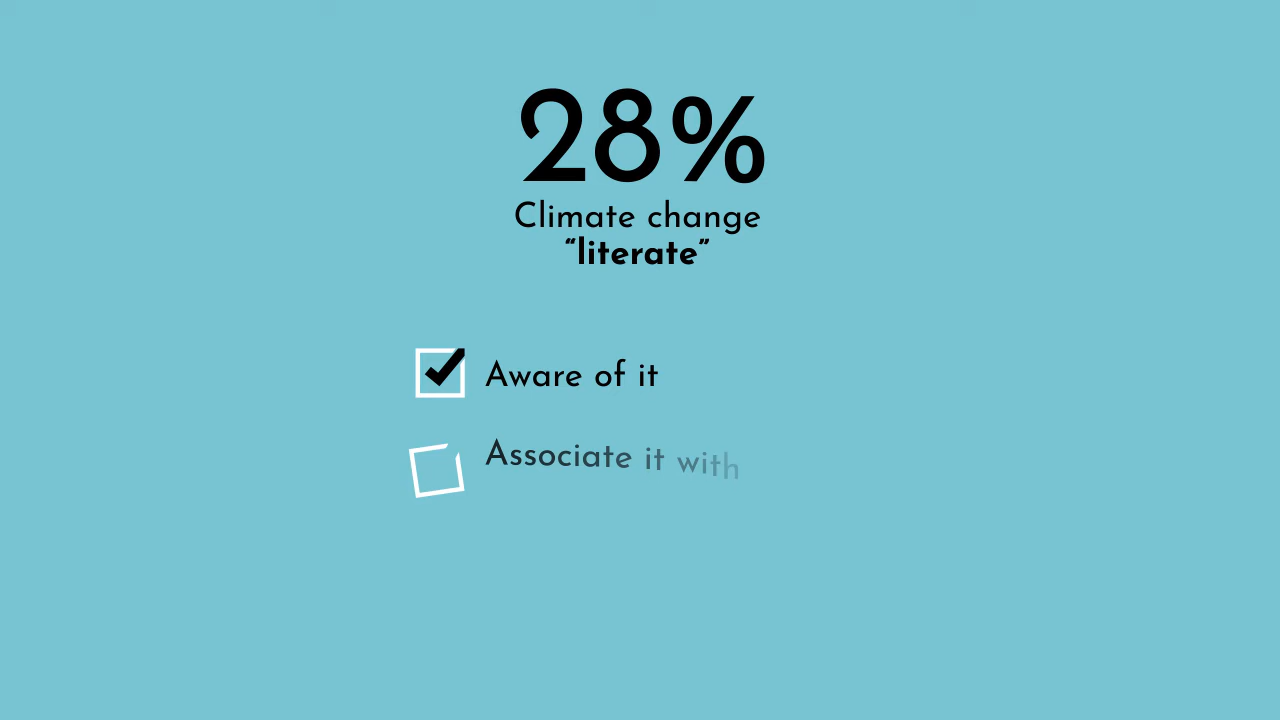 28%
Climate change
“literate”
Aware of it
Associate it with